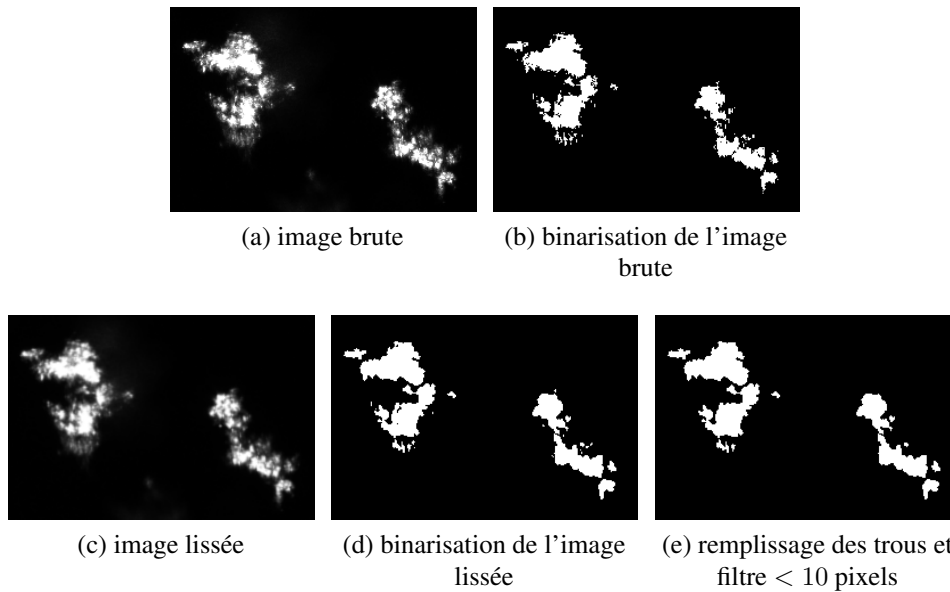 (a) image brute
(b) binarisation de l'image
brute
(c) image lissée
(d) binarisation de l'image
lissée
(e) remplissage des trous et
filtre < 10 pixels